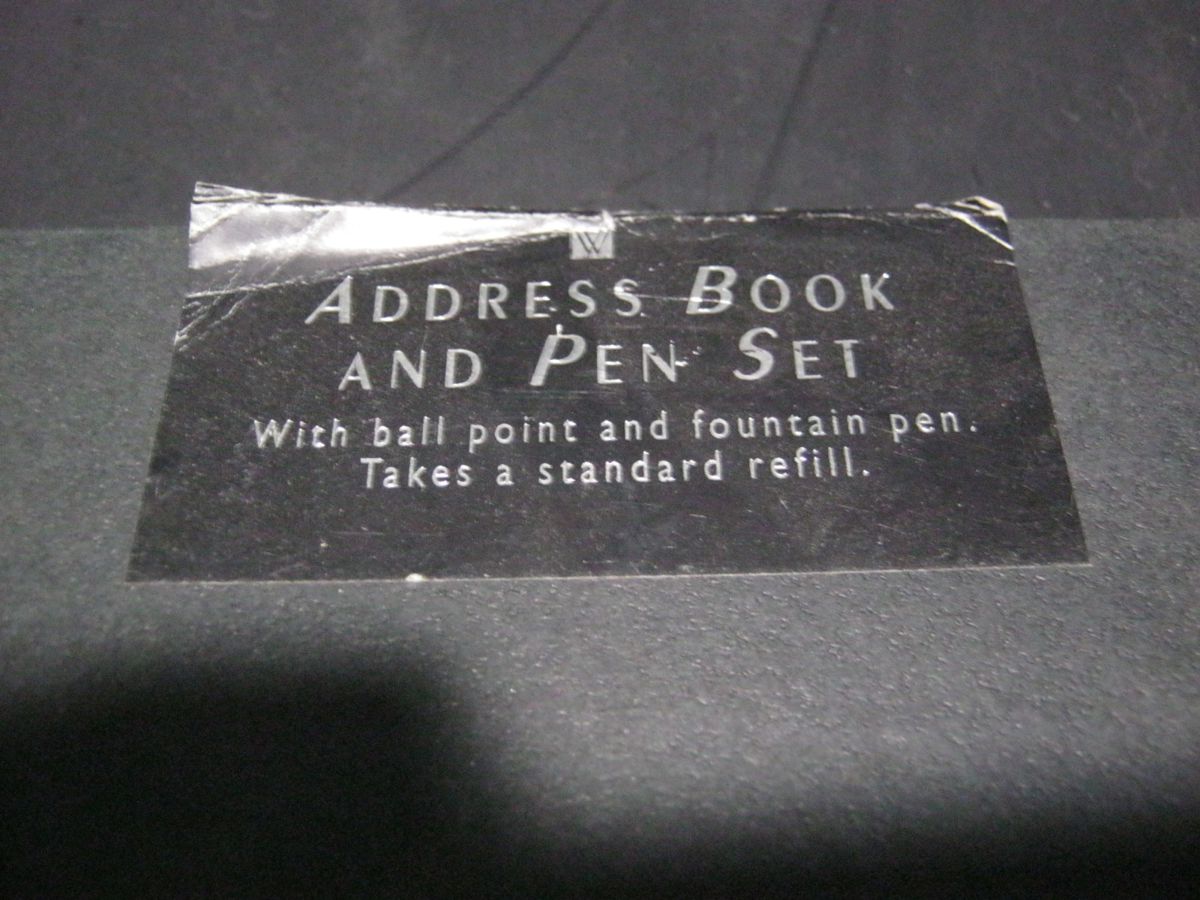 W
ADDRESS BOOK
AND PEN SET
With ball point and fountain pen.
Takes a standard refill.